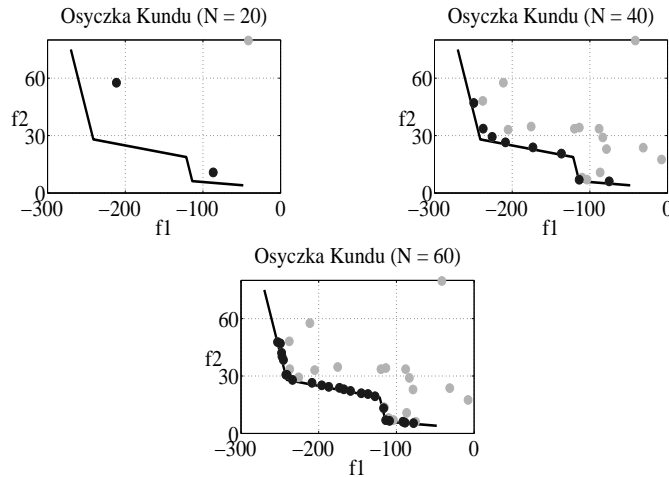 Osyczka Kundu (N = 20)
60
f2
30
0
−300 −200 −100 0
f1
Osyczka Kundu (N = 40)
60
f2
30
0
−300 −200 −100 0
f1
Osyczka Kundu (N = 60)
60
f2
30
0
−300 −200 −100 0
f1